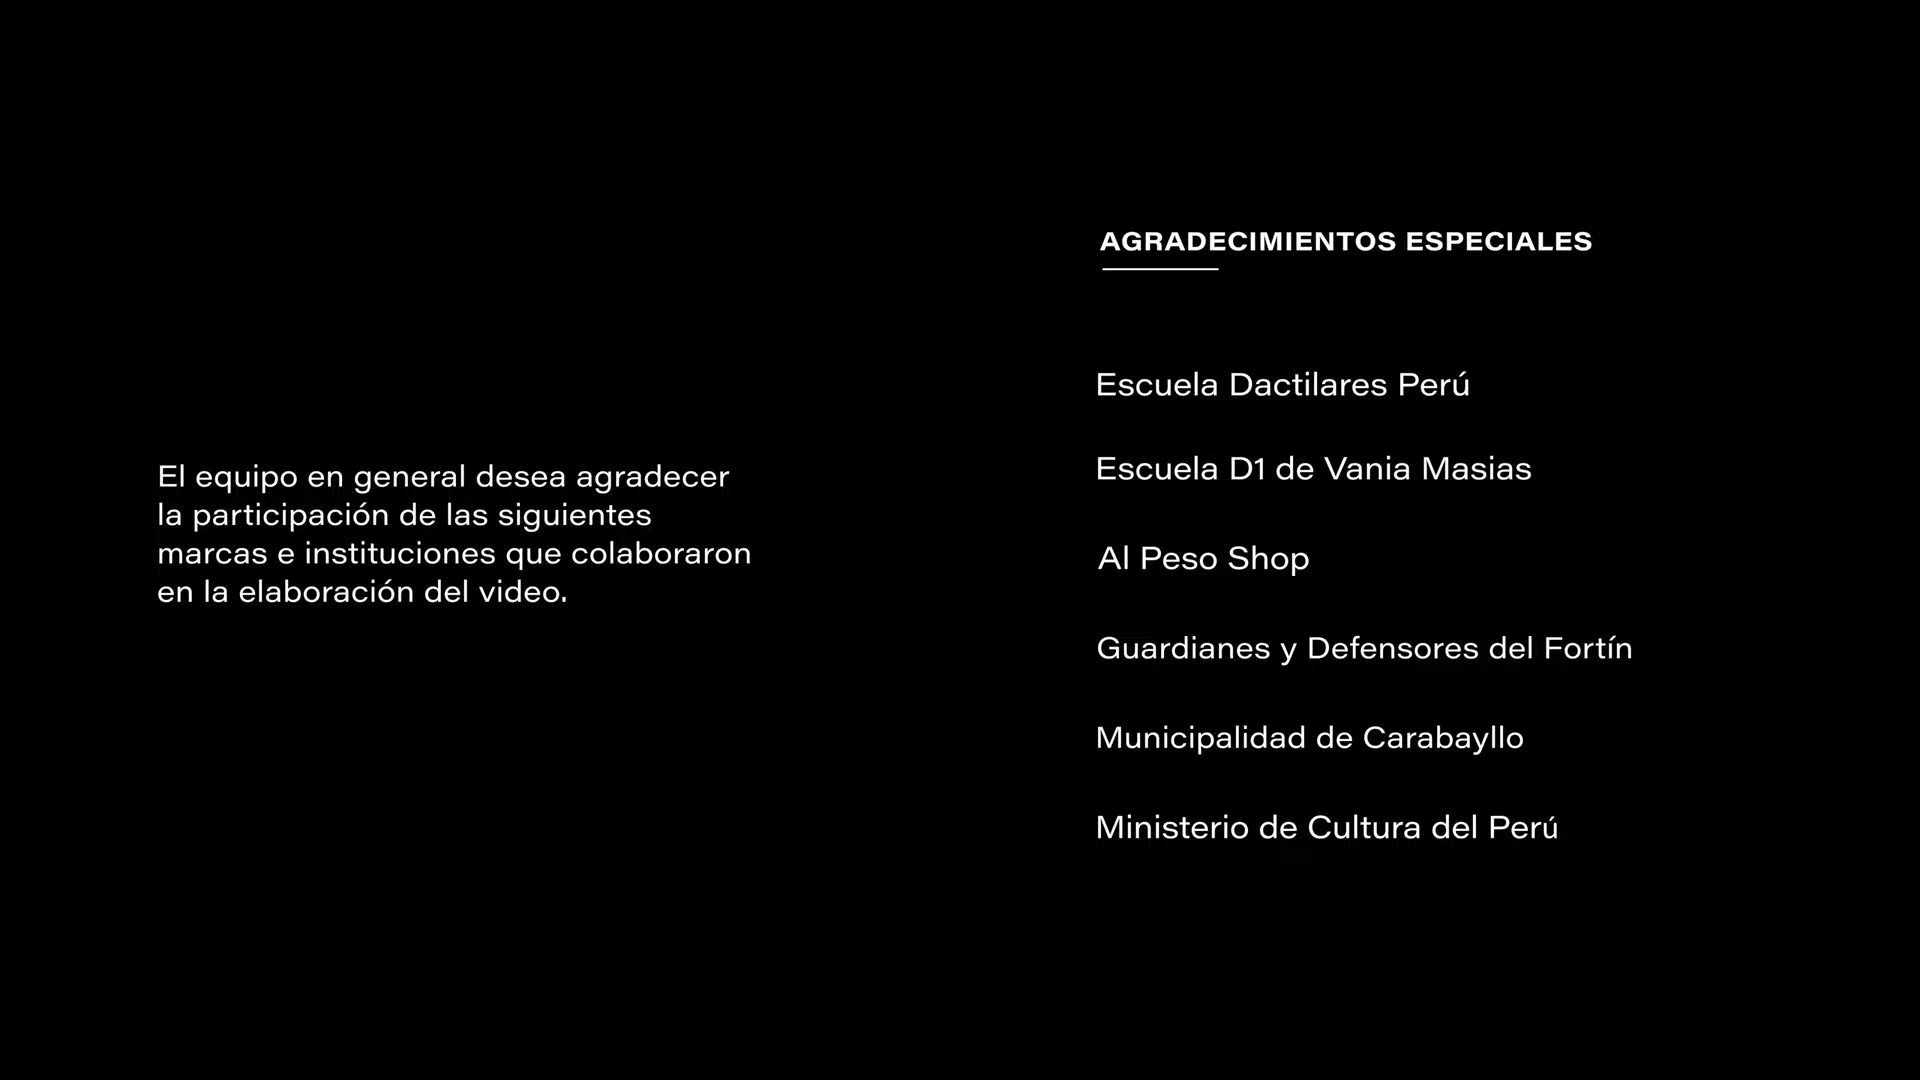 El equipo en general desea agradecer
la participación de las siguientes
marcas e instituciones que colaboraron
en la elaboración del video.
AGRADECIMIENTOS ESPECIALES
Escuela Dactilares Perú
Escuela D1 de Vania Masias
Al Peso Shop
Guardianes y Defensores del Fortín
Municipalidad de Carabayllo
Ministerio de Cultura del Perú